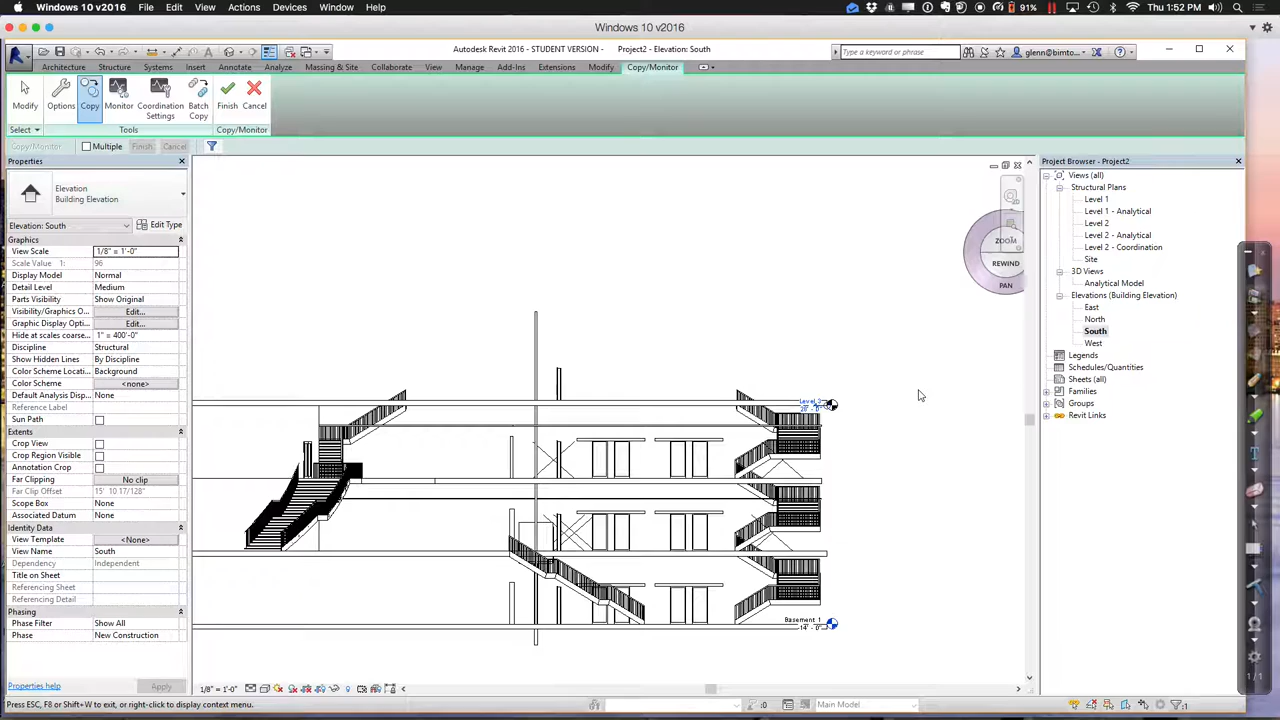 File Edit View Actions Devices Window Help
91% Thu 1:52 PM
Windows 10 v2016
Autodesk Revit 2016 - STUDENT VERSION - Project2 - Elevation: South
Type a keyword or phrase
glenn@bimto...
Architecture Structure Systems Insert Annotate Analyze Massing & Site Collaborate View Manage Add-Ins Extensions Modify Copy/Monitor
Modify Options Copy Monitor Coordination Settings Batch Copy Finish Cancel
Select Tools Copy/Monitor
Copy/Monitor Multiple Finish Cancel
Properties
Elevation
Building Elevation
Elevation: South Edit Type
Graphics
View Scale 1/8" = 1'-0"
Scale Value 1: 96
Display Model Normal
Detail Level Medium
Parts Visibility Show Original
Visibility/Graphics O... Edit...
Graphic Display Opti... Edit...
Hide at scales coarse... 1" = 400'-0"
Discipline Structural
Show Hidden Lines By Discipline
Color Scheme Locati... Background
Color Scheme <none>
Default Analysis Disp... None
Reference Label
Sun Path
Extents
Crop View
Crop Region Visible
Annotation Crop
Far Clipping No clip
Far Clip Offset 15' 10 17/128"
Scope Box None
Associated Datum None
Identity Data
View Template <None>
View Name South
Dependency Independent
Title on Sheet
Referencing Sheet
Referencing Detail
Phasing
Phase Filter Show All
Phase New Construction
Properties help Apply
ZOOM
REWIND
PAN
Basement 1
Project Browser - Project2
Views (all)
Structural Plans
Level 1
Level 1 - Analytical
Level 2
Level 2 - Analytical
Level 2 - Coordination
Site
3D Views
Analytical Model
Elevations (Building Elevation)
East
North
South
West
Legends
Schedules/Quantities
Sheets (all)
Families
Groups
Revit Links
1 / 1
1/8" = 1'-0"
Press ESC, F8 or Shift+W to exit, or right-click to display context menu.
:0 Main Model :1